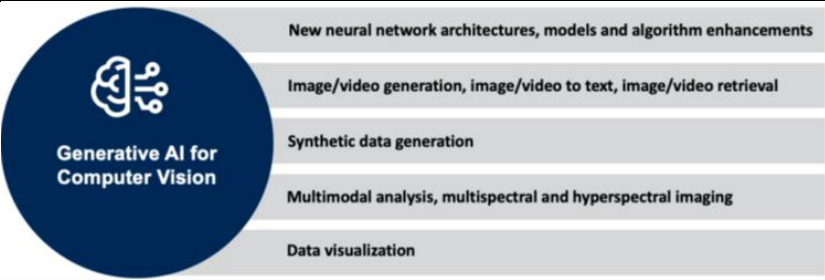 Generative AI for
Computer Vision
New neural network architectures, models and algorithm enhancements
Image/video generation, image/video to text, image/video retrieval
Synthetic data generation
Multimodal analysis, multispectral and hyperspectral imaging
Data visualization